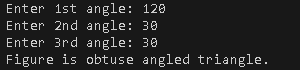 Enter 1st angle: 120
Enter 2nd angle: 30
Enter 3rd angle: 30
Figure is obtuse angled triangle.